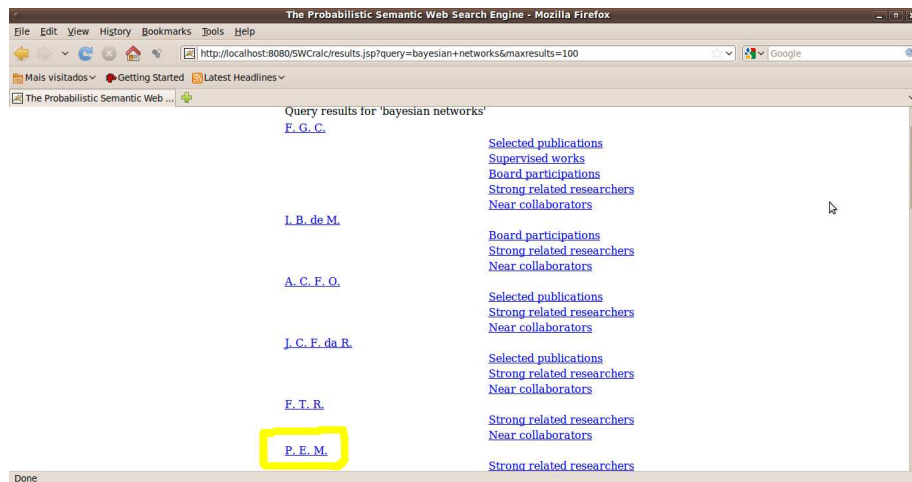 The Probabilistic Semantic Web Search Engine - Mozilla Firefox
File Edit View History Bookmarks Tools Help
http://localhost:8080/SWCralc/results.jsp?query=bayesian+networks&maxresults=100
Google
Mais visitados
Getting Started
Latest Headlines
The Probabilistic Semantic Web ...
Query results for 'bayesian networks'
F. G. C.
Selected publications
Supervised works
Board participations
Strong related researchers
Near collaborators
I. B. de M.
Board participations
Strong related researchers
Near collaborators
A. C. F. O.
Selected publications
Strong related researchers
Near collaborators
J. C. F. da R.
Selected publications
Strong related researchers
Near collaborators
F. T. R.
Strong related researchers
Near collaborators
P. E. M.
Strong related researchers
Done